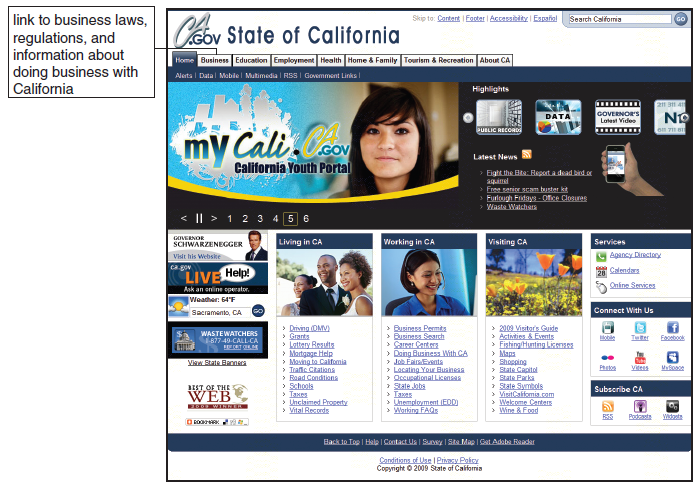 link to business laws,
regulations, and
information about
doing business with
California
CA.GOV State of California
Skip to: Content | Footer | Accessibility | Español
Search California GO
Home Business Education Employment Health Home & Family Tourism & Recreation About CA
Alerts | Data | Mobile | Multimedia | RSS | Government Links |
my Cali.CA.GOV
California Youth Portal
< || > 1 2 3 4 5 6
Highlights
PUBLIC RECORDS
DATA
GOVERNOR'S
Latest Video
211 311 411
N1
Latest News
Fight the Bite: Report a dead bird or
squirrel
Free senior scam buster kit
Furlough Fridays - Office Closures
Waste Watchers
GOVERNOR
SCHWARZENEGGER
Visit his Website
ca.gov
LIVE Help!
Ask an online operator.
Weather: 64°F
Sacramento, CA GO
WASTEWATCHERS
1-877-49-CALL-CA
REPORT ONLINE
View State Banners
BEST OF THE
WEB
2009 WINNER
BOOKMARK
Living in CA
Driving (DMV)
Grants
Lottery Results
Mortgage Help
Moving to California
Traffic Citations
Road Conditions
Schools
Taxes
Unclaimed Property
Vital Records
Working in CA
Business Permits
Business Search
Career Centers
Doing Business With CA
Job Fairs/Events
Locating Your Business
Occupational Licenses
State Jobs
Taxes
Unemployment (EDD)
Working FAQs
Visiting CA
2009 Visitor's Guide
Activities & Events
Fishing/Hunting Licenses
Maps
Shopping
State Capitol
State Parks
State Symbols
VisitCalifornia.com
Welcome Centers
Wine & Food
Services
Agency Directory
28
Calendars
Online Services
Connect With Us
Mobile Twitter Facebook
Photos Videos MySpace
Subscribe CA
RSS Podcasts Widgets
Back to Top | Help | Contact Us | Survey | Site Map | Get Adobe Reader
Conditions of Use | Privacy Policy
Copyright © 2009 State of California